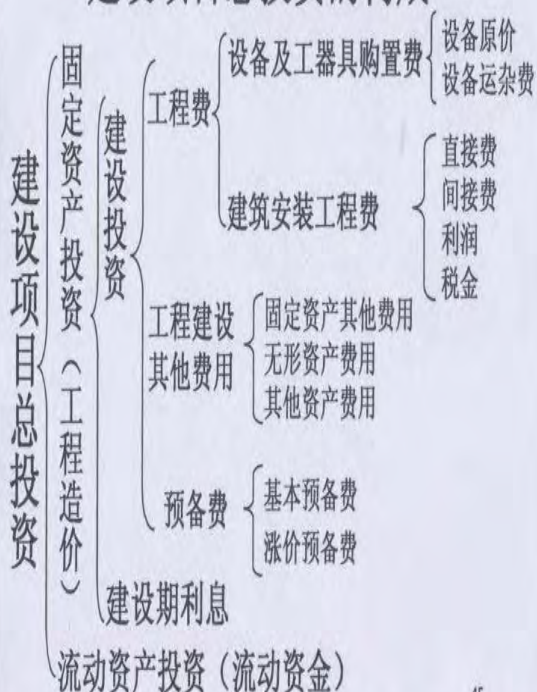 建设项目总投资
固定资产投资（工程造价）
建设投资
工程费
设备及工器具购置费
设备原价
设备运杂费
建筑安装工程费
直接费
间接费
利润
税金
工程建设
其他费用
固定资产其他费用
无形资产费用
其他资产费用
预备费
基本预备费
涨价预备费
建设期利息
流动资产投资（流动资金）